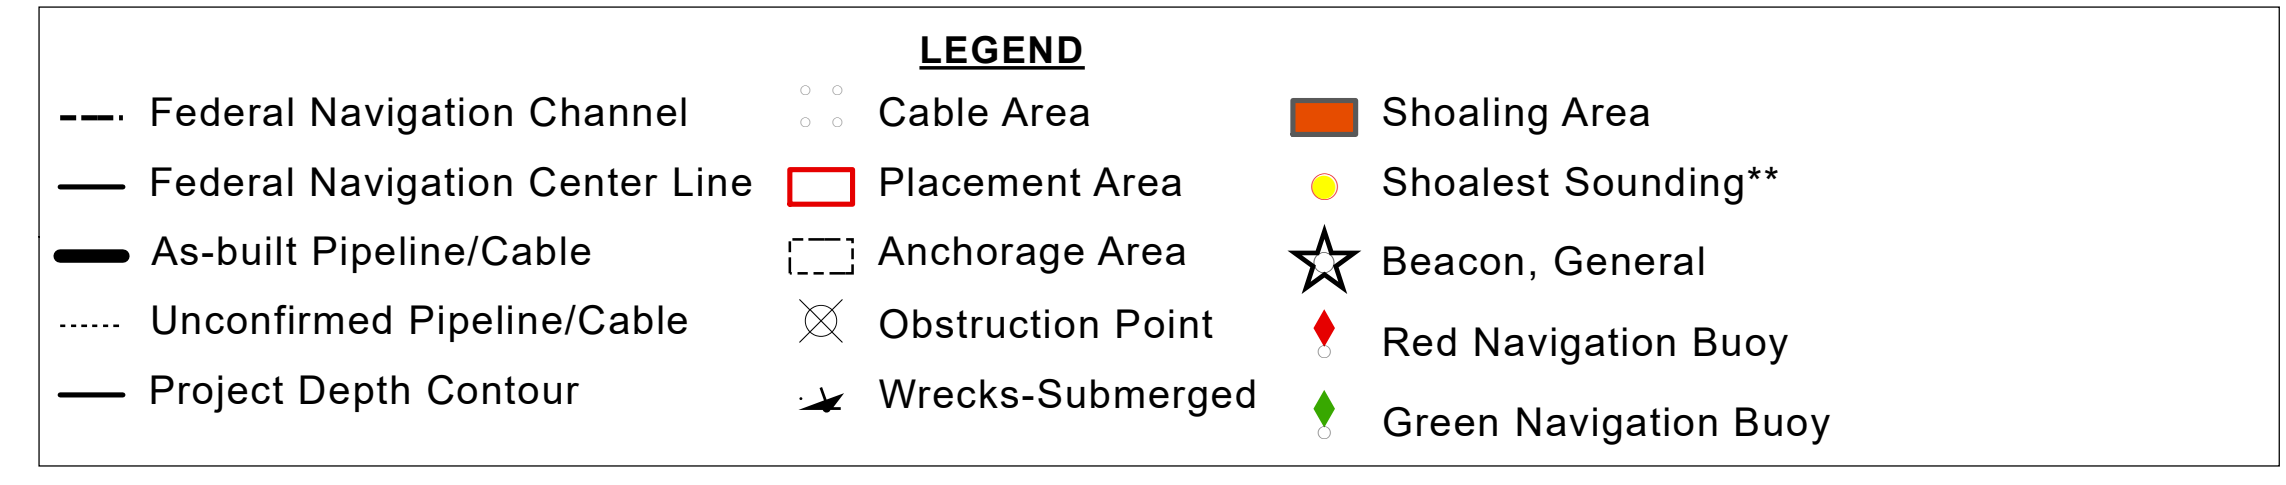 LEGEND
Federal Navigation Channel
Federal Navigation Center Line
As-built Pipeline/Cable
Unconfirmed Pipeline/Cable
Project Depth Contour
Cable Area
Placement Area
Anchorage Area
Obstruction Point
Wrecks-Submerged
Shoaling Area
Shoalest Sounding**
Beacon, General
Red Navigation Buoy
Green Navigation Buoy